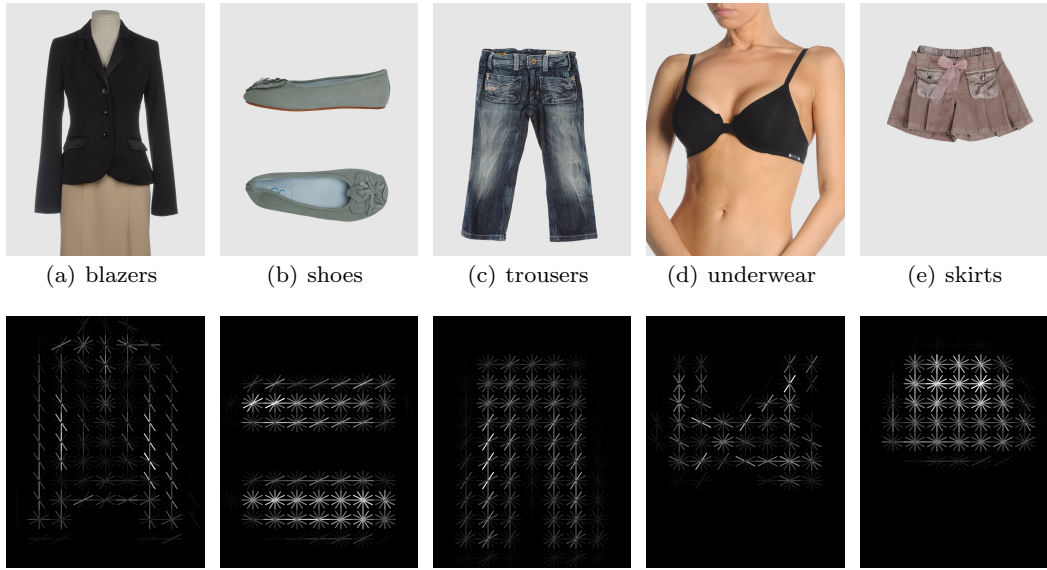 (a) blazers
(b) shoes
(c) trousers
(d) underwear
(e) skirts